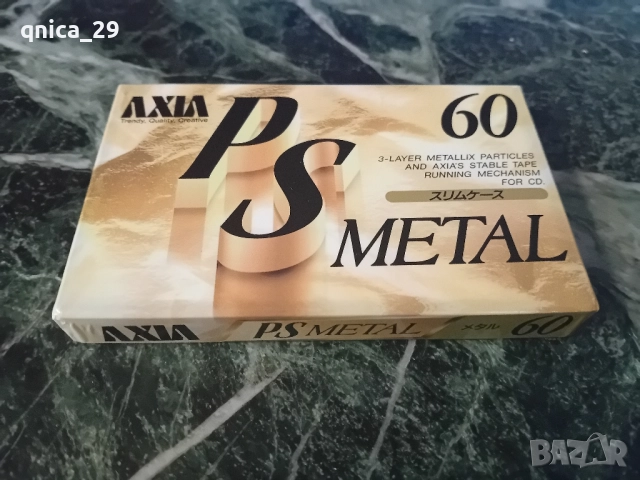 qnica_29
AXIA
Trendy, Quality, Creative
PS METAL
60
3-LAYER METALLIX PARTICLES
AND AXIA'S STABLE TAPE
RUNNING MECHANISM
FOR CD.
スリムケース
AXIA
PS METAL
メタル 60
BAZAR